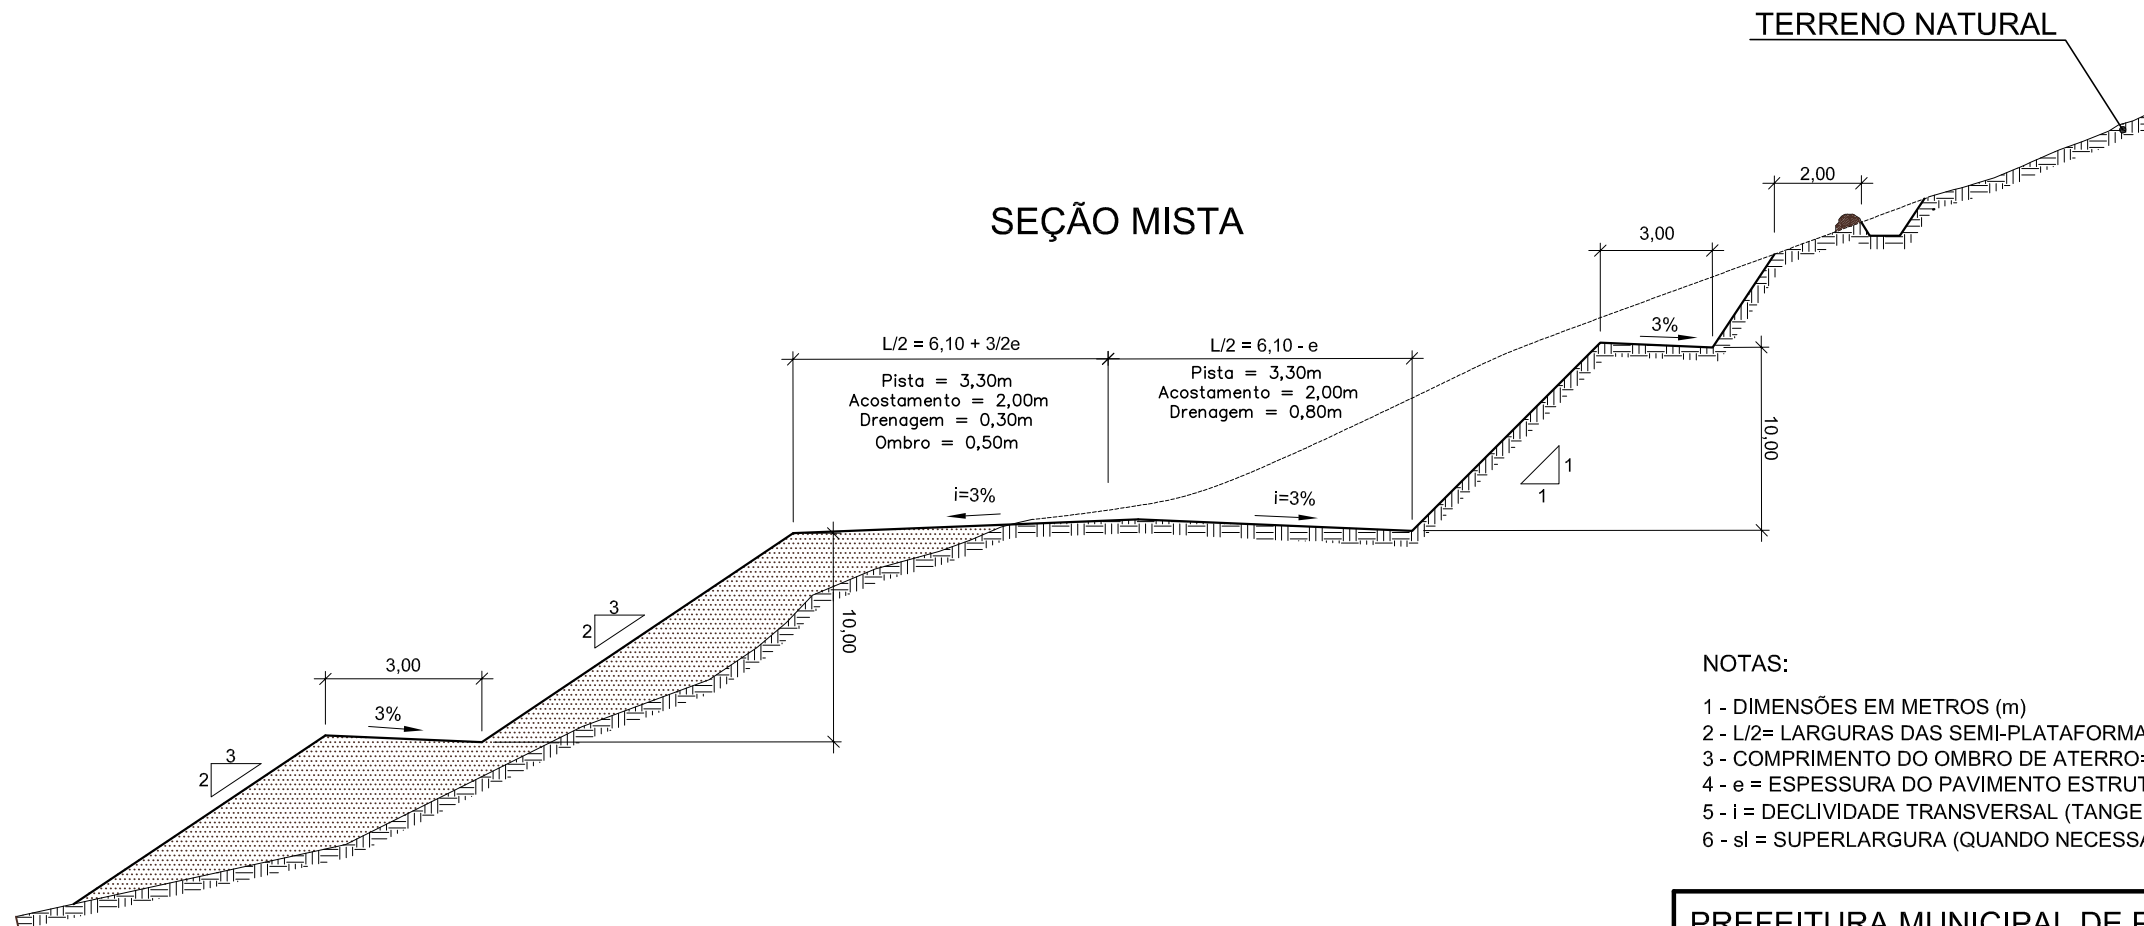 TERRENO NATURAL
2,00
SEÇÃO MISTA
3,00
3%
L/2 = 6,10 + 3/2e
Pista = 3,30m
Acostamento = 2,00m
Drenagem = 0,30m
Ombro = 0,50m
L/2 = 6,10 - e
Pista = 3,30m
Acostamento = 2,00m
Drenagem = 0,80m
10,00
1
1
i=3%
i=3%
3
2
10,00
3,00
3%
3
2
NOTAS:
1 - DIMENSÕES EM METROS (m)
2 - L/2= LARGURAS DAS SEMI-PLATAFORMA
3 - COMPRIMENTO DO OMBRO DE ATERRO=
4 - e = ESPESSURA DO PAVIMENTO ESTRUT
5 - i = DECLIVIDADE TRANSVERSAL (TANGE
6 - sl = SUPERLARGURA (QUANDO NECESSA
PREFEITURA MUNICIPAL DE